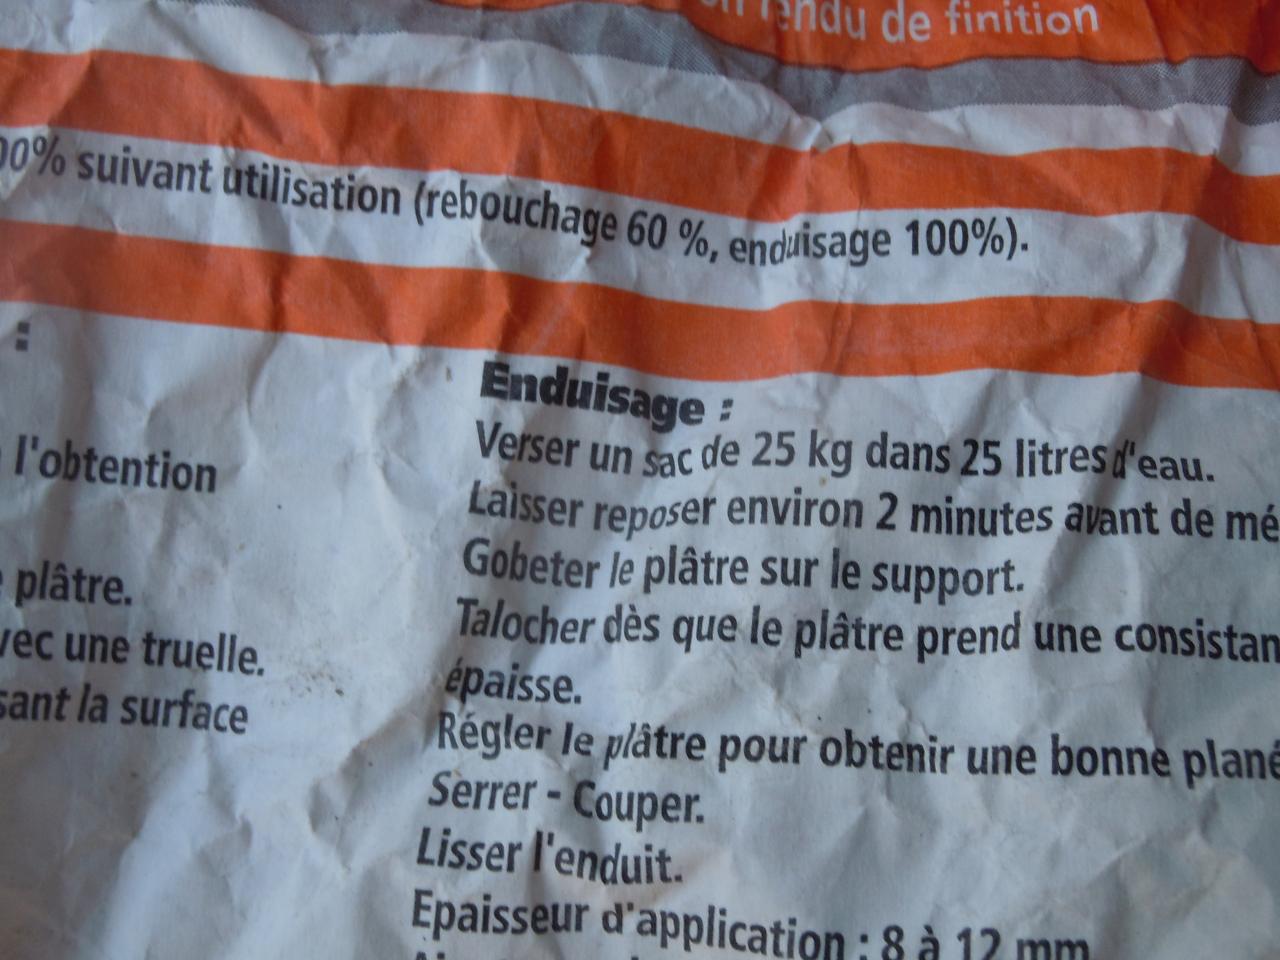 rendu de finition
00% suivant utilisation (rebouchage 60 %, enduisage 100%).
:
l'obtention
plâtre.
avec une truelle.
la surface
Enduisage :
Verser un sac de 25 kg dans 25 litres d'eau.
Laisser reposer environ 2 minutes avant de mé
Gobeter le plâtre sur le support.
Talocher dès que le plâtre prend une consistan
épaisse.
Régler le plâtre pour obtenir une bonne plané
Serrer - Couper.
Lisser l'enduit.
Epaisseur d'application : 8 à 12 mm